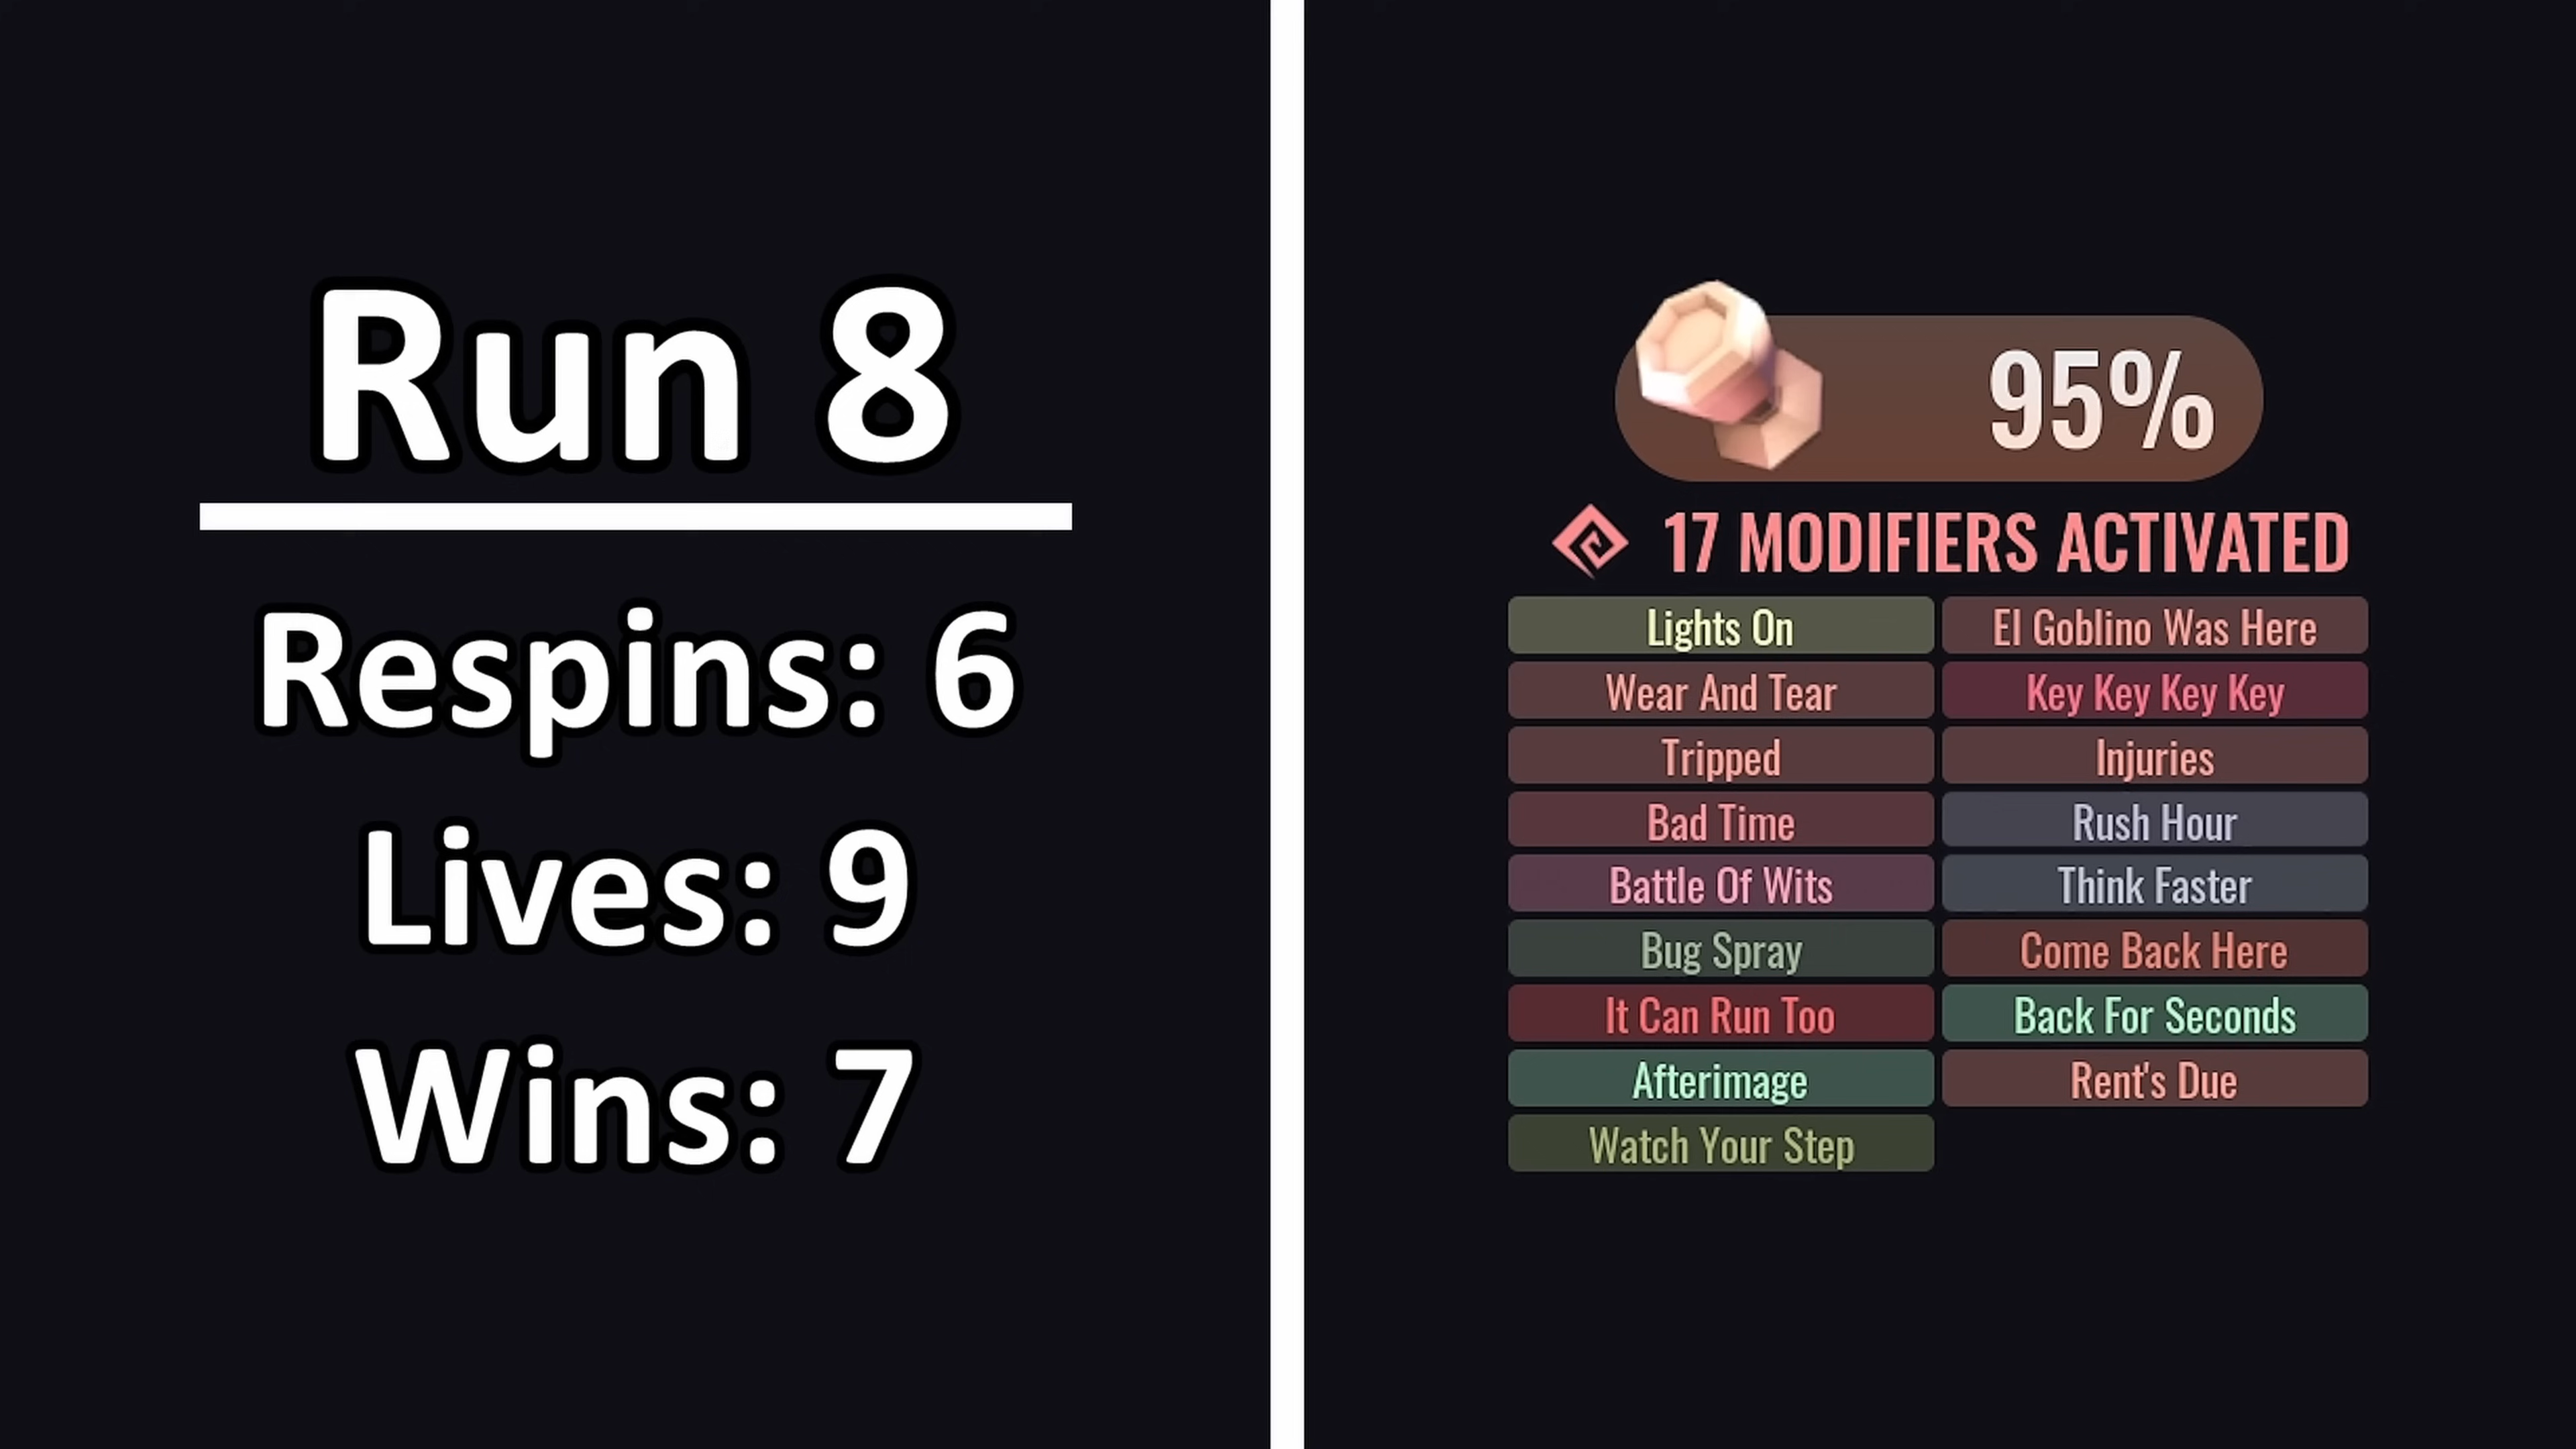 Run 8
Respins: 6
Lives: 9
Wins: 7
95%
17 MODIFIERS ACTIVATED
Lights On
El Goblino Was Here
Wear And Tear
Key Key Key Key
Tripped
Injuries
Bad Time
Rush Hour
Battle Of Wits
Think Faster
Bug Spray
Come Back Here
It Can Run Too
Back For Seconds
Afterimage
Rent's Due
Watch Your Step